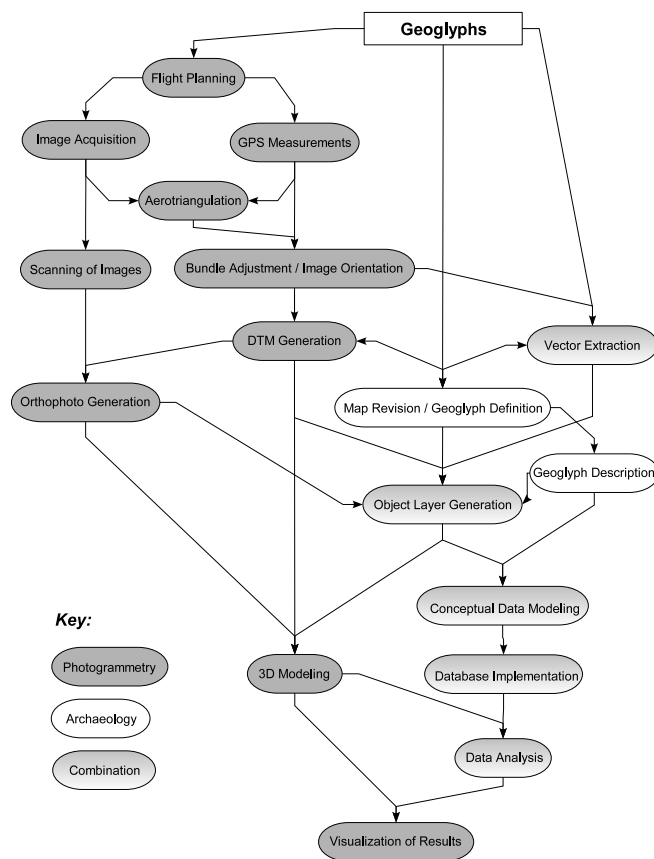 Geoglyphs
Flight Planning
Image Acquisition
GPS Measurements
Aerotriangulation
Scanning of Images
Bundle Adjustment / Image Orientation
DTM Generation
Vector Extraction
Orthophoto Generation
Map Revision / Geoglyph Definition
Geoglyph Description
Object Layer Generation
Conceptual Data Modeling
Key:
Photogrammetry
3D Modeling
Database Implementation
Archaeology
Combination
Data Analysis
Visualization of Results